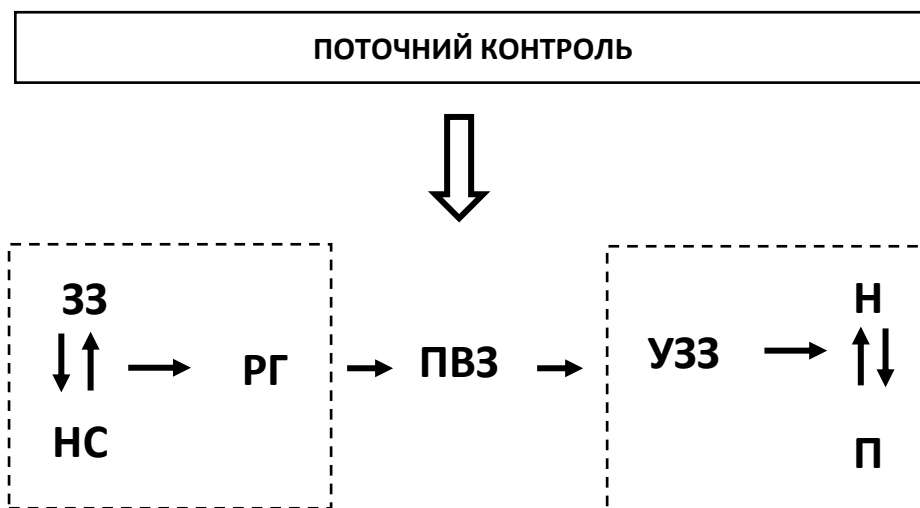 ПОТОЧНИЙ КОНТРОЛЬ
ЗЗ
НС
РГ
ПВЗ
УЗЗ
Н
П